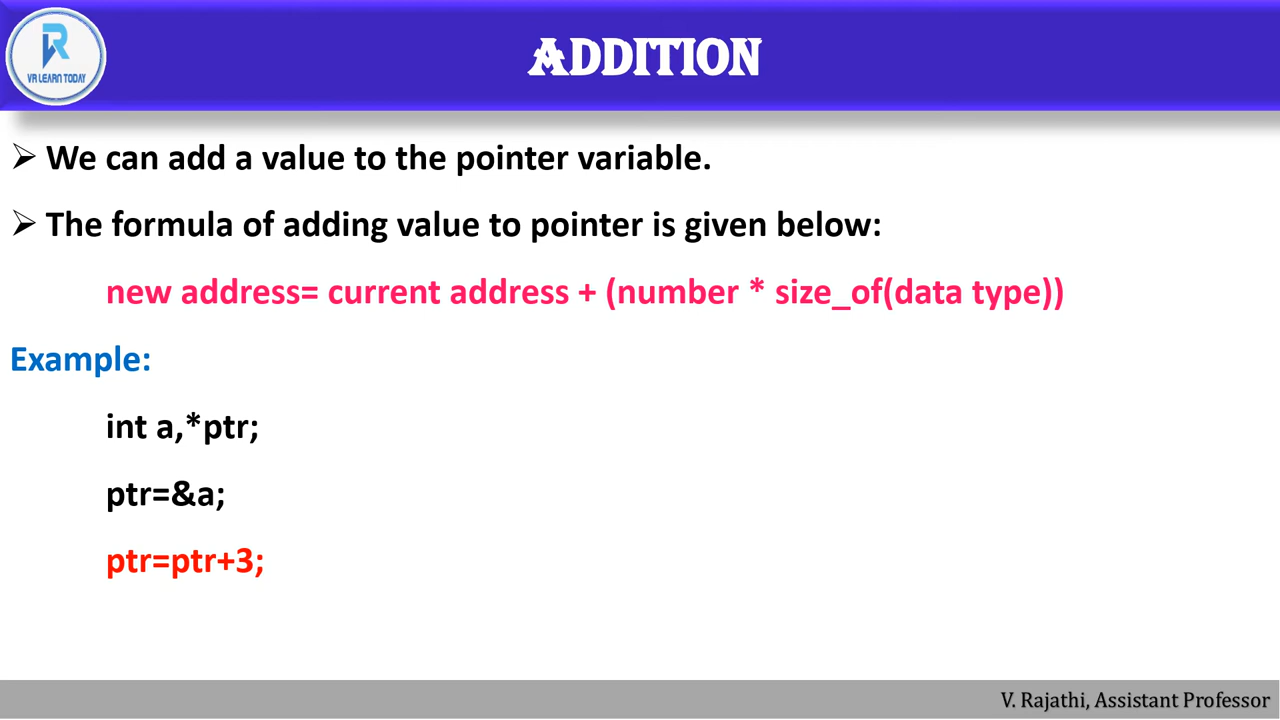 VR LEARN TODAY
ADDITION
➢ We can add a value to the pointer variable.
➢ The formula of adding value to pointer is given below:
new address= current address + (number * size_of(data type))
Example:
int a,*ptr;
ptr=&a;
ptr=ptr+3;
V. Rajathi, Assistant Professor